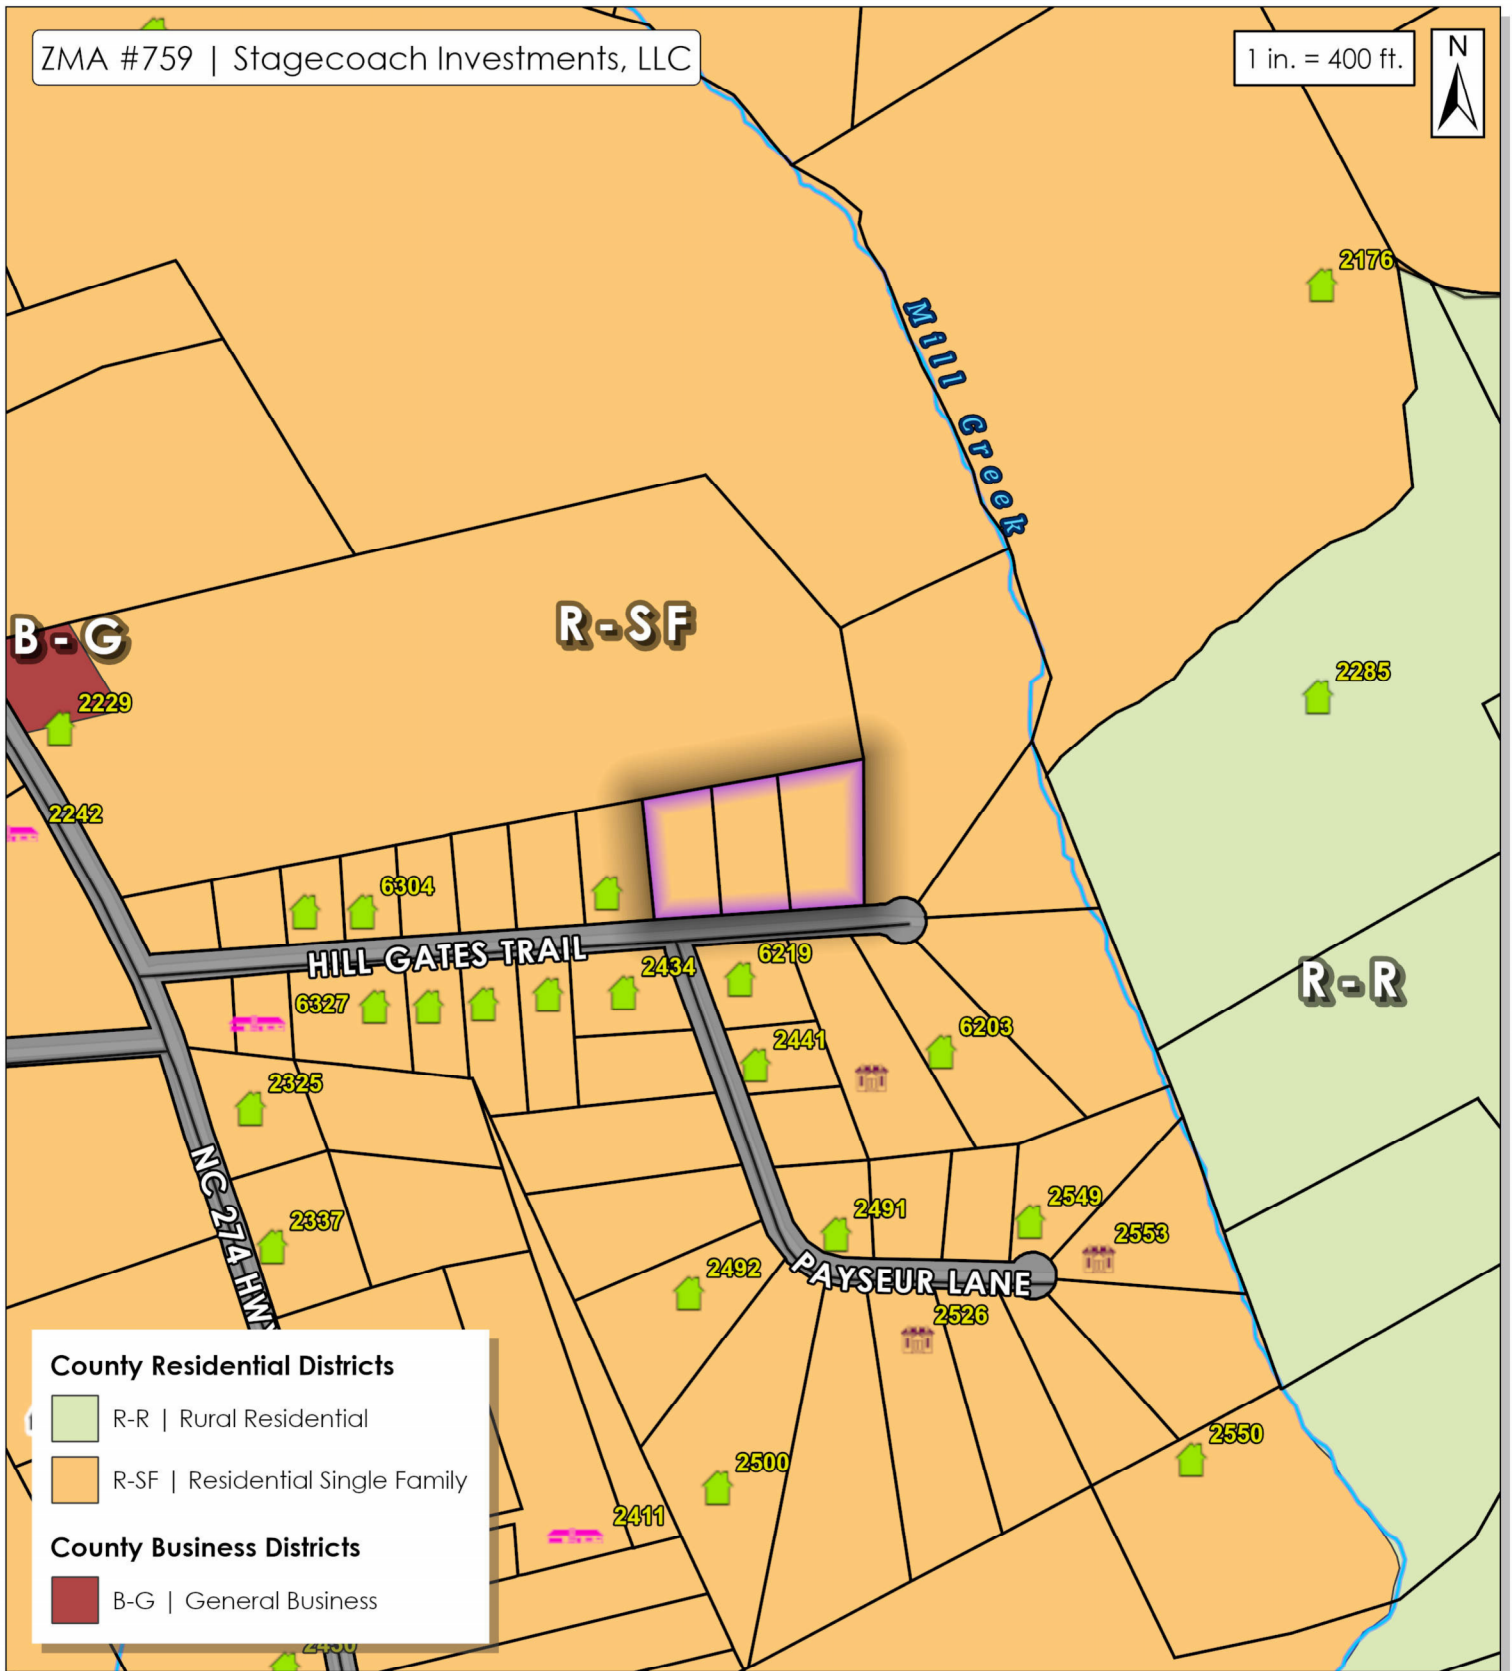 ZMA #759 | Stagecoach Investments, LLC
1 in. = 400 ft.
N
2176
Mill Creek
B - G
R - S F
2229
2285
2242
6304
HILL GATES TRAIL
2434
6219
R - R
6327
2441
6203
2325
NC 274 HWY
2337
2491
2549
2553
2492
PAYSEUR LANE
2526
2550
2500
2411
County Residential Districts
R-R | Rural Residential
R-SF | Residential Single Family
County Business Districts
B-G | General Business